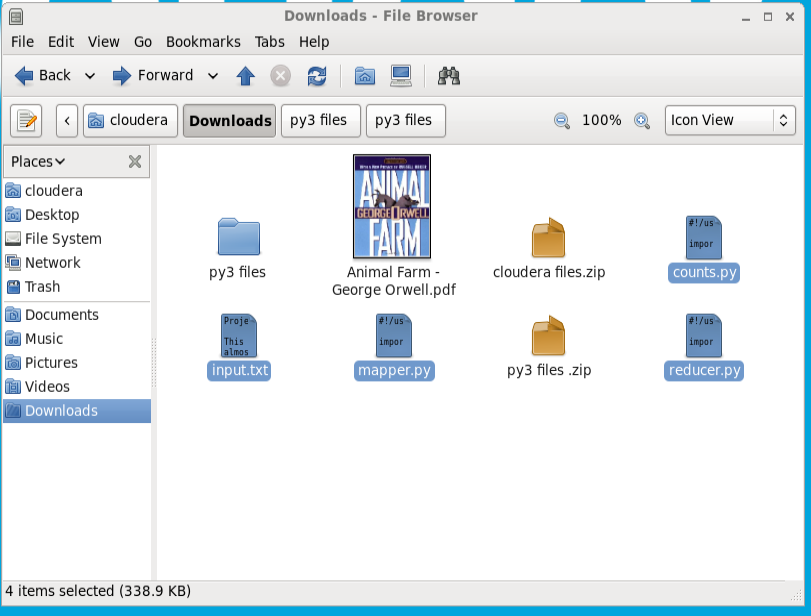 Downloads - File Browser
File Edit View Go Bookmarks Tabs Help
Back Forward
cloudera Downloads py3 files py3 files 100% Icon View
Places
cloudera
Desktop
File System
Network
Trash
Documents
Music
Pictures
Videos
Downloads
ANIMAL
GEORGE ORWELL
FARM
py3 files
Animal Farm -
George Orwell.pdf
cloudera files.zip
#!/us
impor
counts.py
Proje
This
almos
input.txt
#!/us
impor
mapper.py
py3 files .zip
#!/us
impor
reducer.py
4 items selected (338.9 KB)